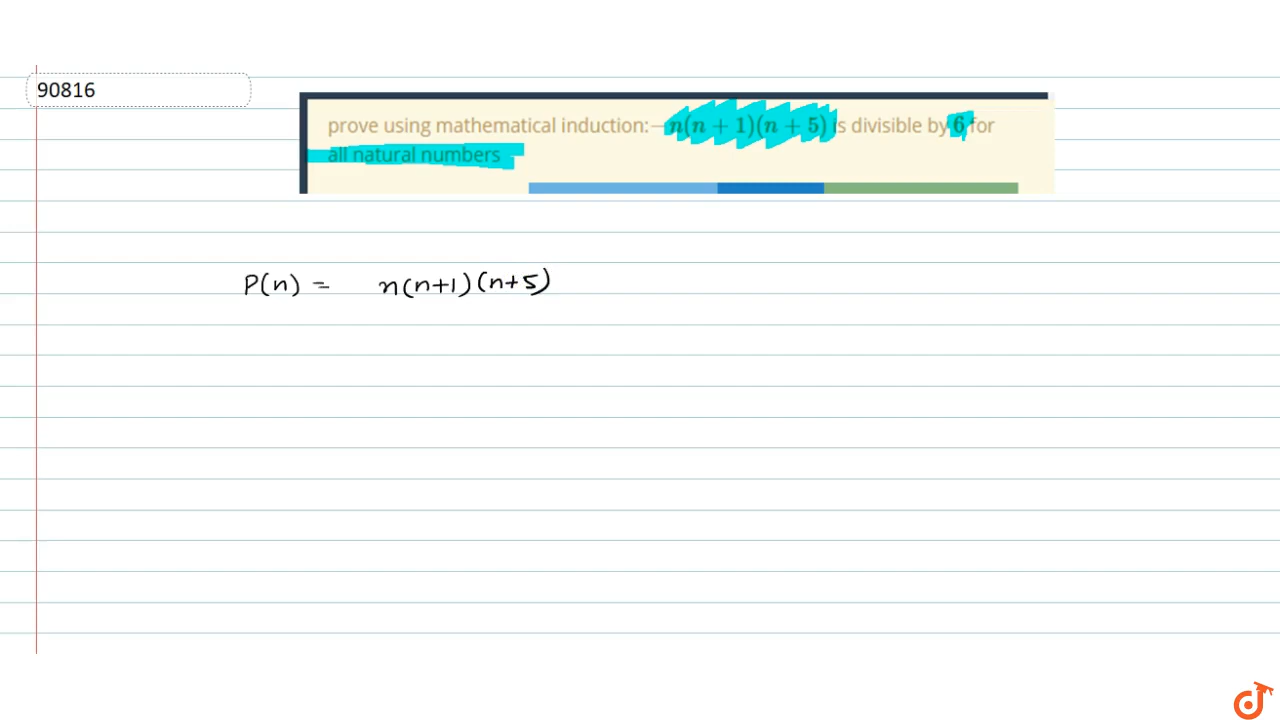 90816
prove using mathematical induction:−n(n + 1)(n + 5) is divisible by 6 for
all natural numbers
P(n) = n(n+1)(n+5)